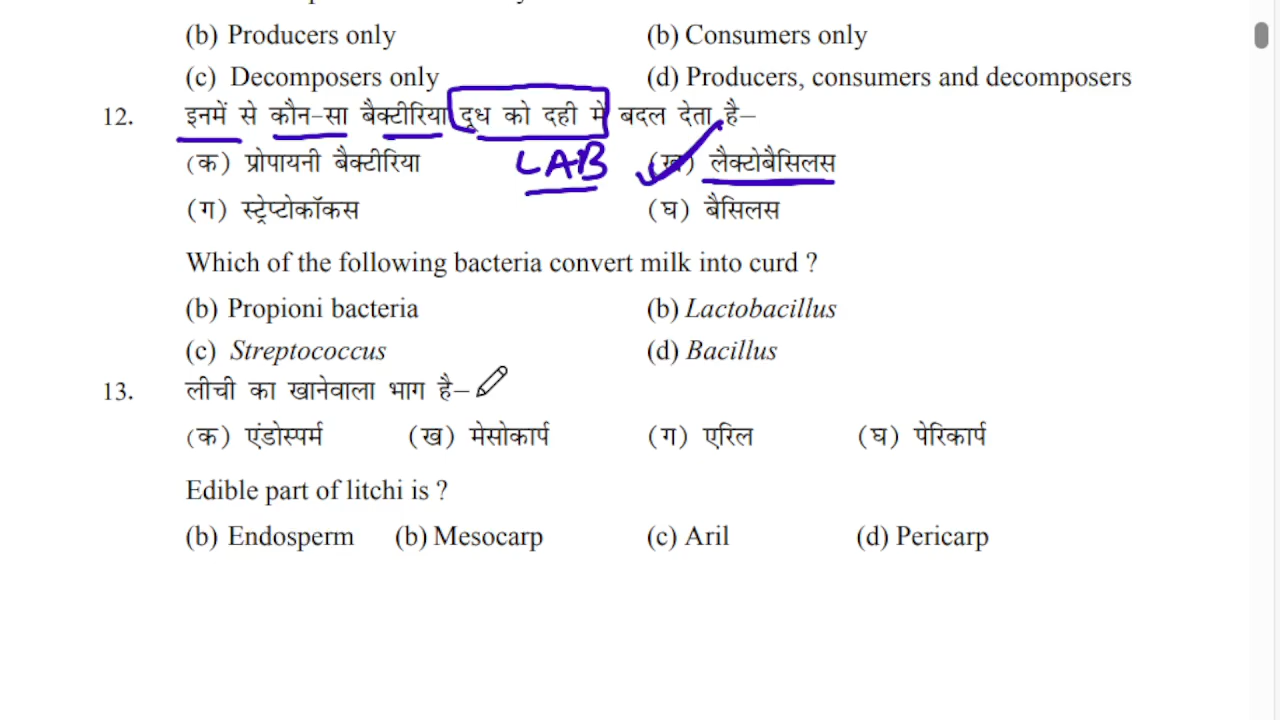 (b) Producers only (b) Consumers only
(c) Decomposers only (d) Producers, consumers and decomposers
12. इनमें से कौन-सा बैक्टीरिया दूध को दही में बदल देता है–
(क) प्रोपायनी बैक्टीरिया LAB (ख) लैक्टोबैसिलस
(ग) स्ट्रेप्टोकॉकस (घ) बैसिलस
Which of the following bacteria convert milk into curd ?
(b) Propioni bacteria (b) Lactobacillus
(c) Streptococcus (d) Bacillus
13. लीची का खानेवाला भाग है–
(क) एंडोस्पर्म (ख) मेसोकार्प (ग) एरिल (घ) पेरिकार्प
Edible part of litchi is ?
(b) Endosperm (b) Mesocarp (c) Aril (d) Pericarp